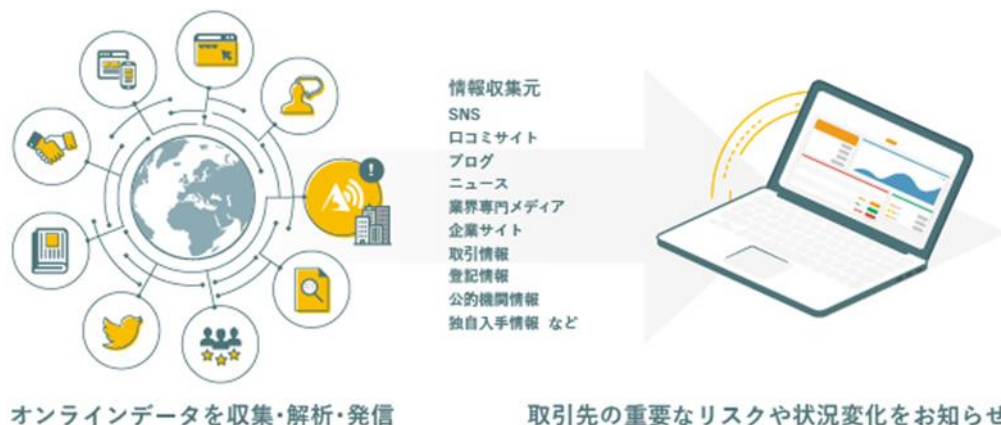 www
情報収集元
SNS
口コミサイト
ブログ
ニュース
業界専門メディア
企業サイト
取引情報
登記情報
公的機関情報
独自入手情報 など
オンラインデータを収集・解析・発信
取引先の重要なリスクや状況変化をお知らせ